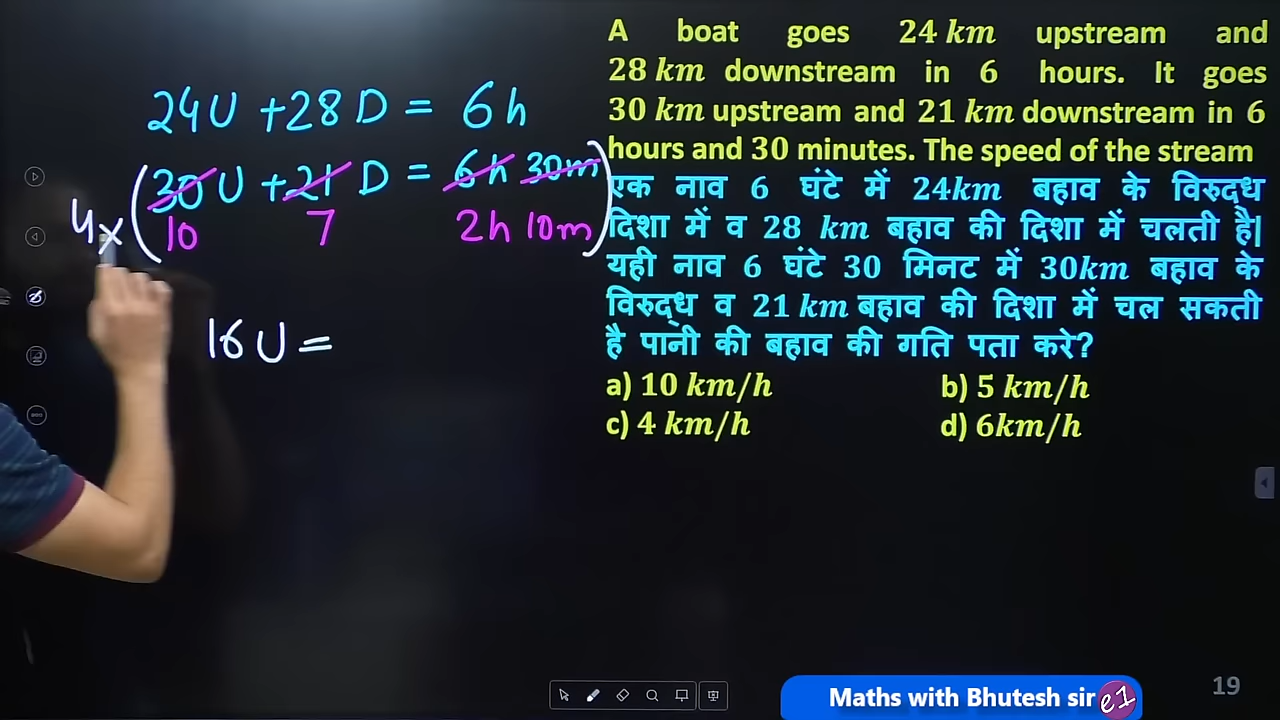 24U + 28 D = 6h
(30U + 21 D = 6h 30m)
4x
10 7 2h 10m
16U =
A boat goes 24 km upstream and
28 km downstream in 6 hours. It goes
30 km upstream and 21 km downstream in 6
hours and 30 minutes. The speed of the stream
एक नाव 6 घंटे में 24km बहाव के विरुद्ध
दिशा में व 28 km बहाव की दिशा में चलती है|
यही नाव 6 घंटे 30 मिनट में 30km बहाव के
विरुद्ध व 21 km बहाव की दिशा में चल सकती
है पानी की बहाव की गति पता करे?
a) 10 km/h b) 5 km/h
c) 4 km/h d) 6km/h
Maths with Bhutesh sir e1
19